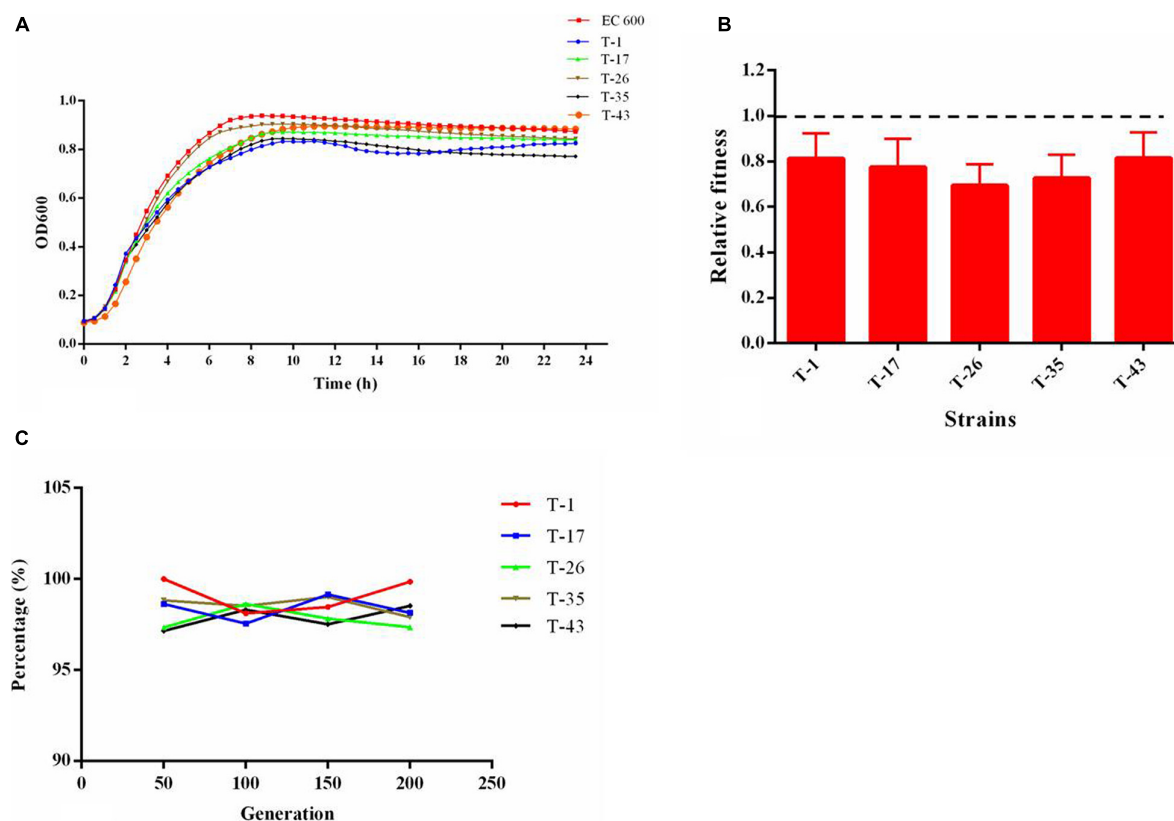 A
EC 600
T-1
T-17
T-26
T-35
T-43
1.0
0.8
0.6
0.4
0.2
0.0
OD600
0 2 4 6 8 10 12 14 16 18 20 22 24
Time (h)
B
1.2
1.0
0.8
0.6
0.4
0.2
0.0
Relative fitness
T-1 T-17 T-26 T-35 T-43
Strains
C
105
100
95
90
Percentage (%)
0 50 100 150 200 250
Generation
T-1
T-17
T-26
T-35
T-43